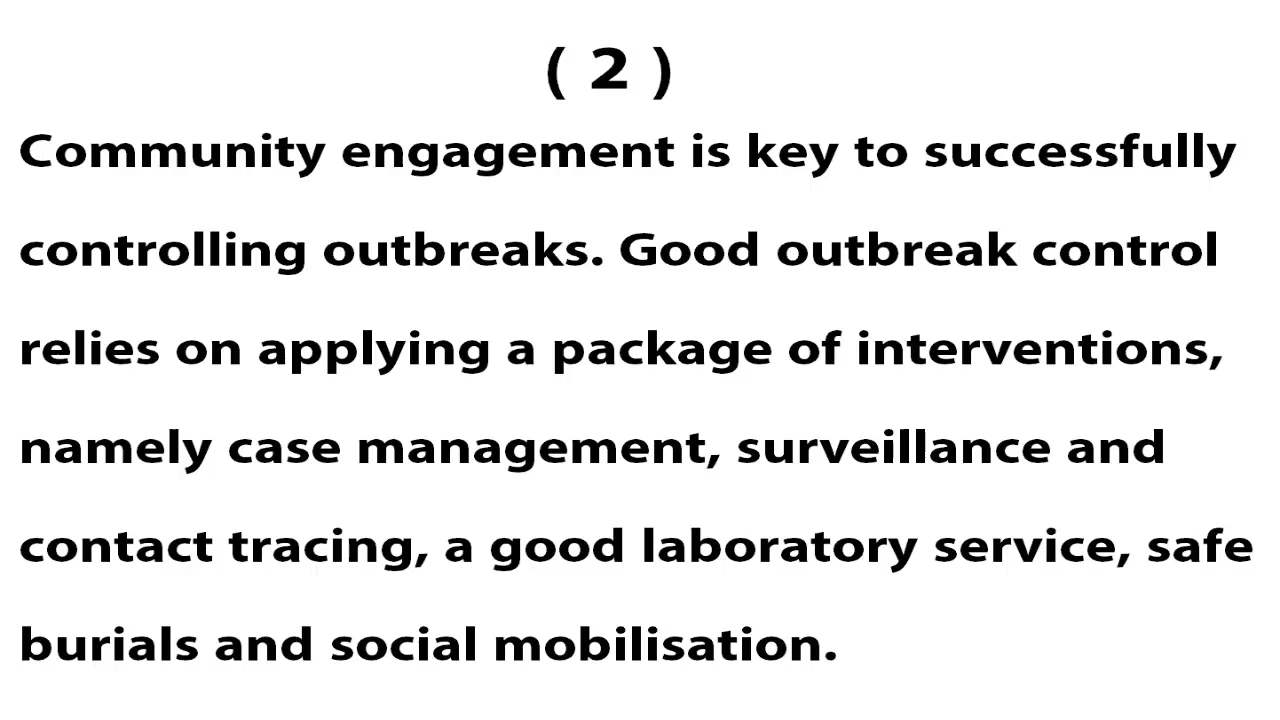 ( 2 )
Community engagement is key to successfully
controlling outbreaks. Good outbreak control
relies on applying a package of interventions,
namely case management, surveillance and
contact tracing, a good laboratory service, safe
burials and social mobilisation.